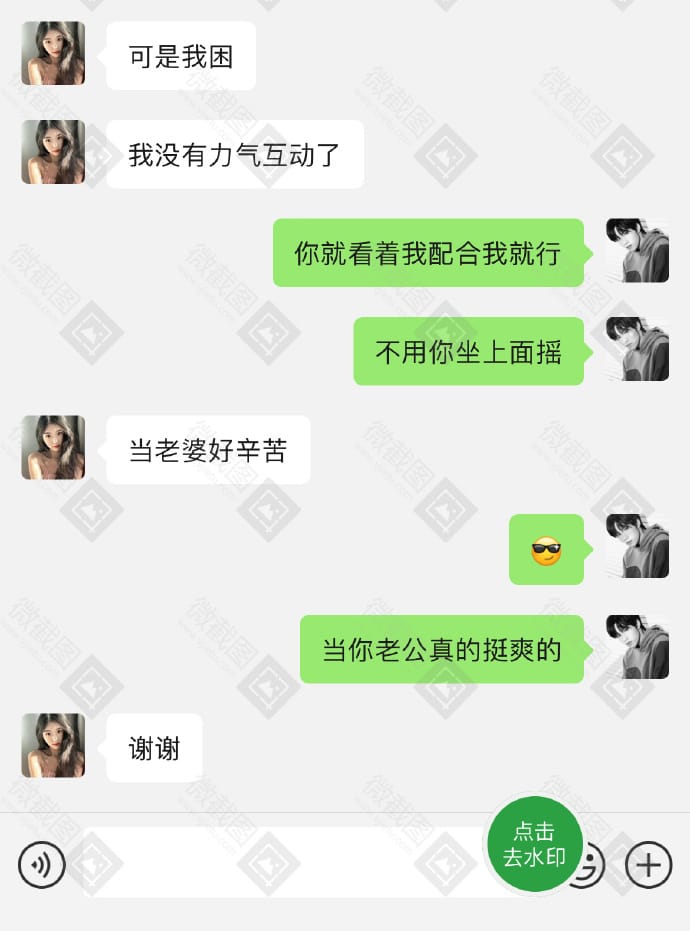 可是我困
我没有力气互动了
你就看着我配合我就行
不用你坐上面摇
当老婆好辛苦
😎
当你老公真的挺爽的
谢谢
点击
去水印
微截图